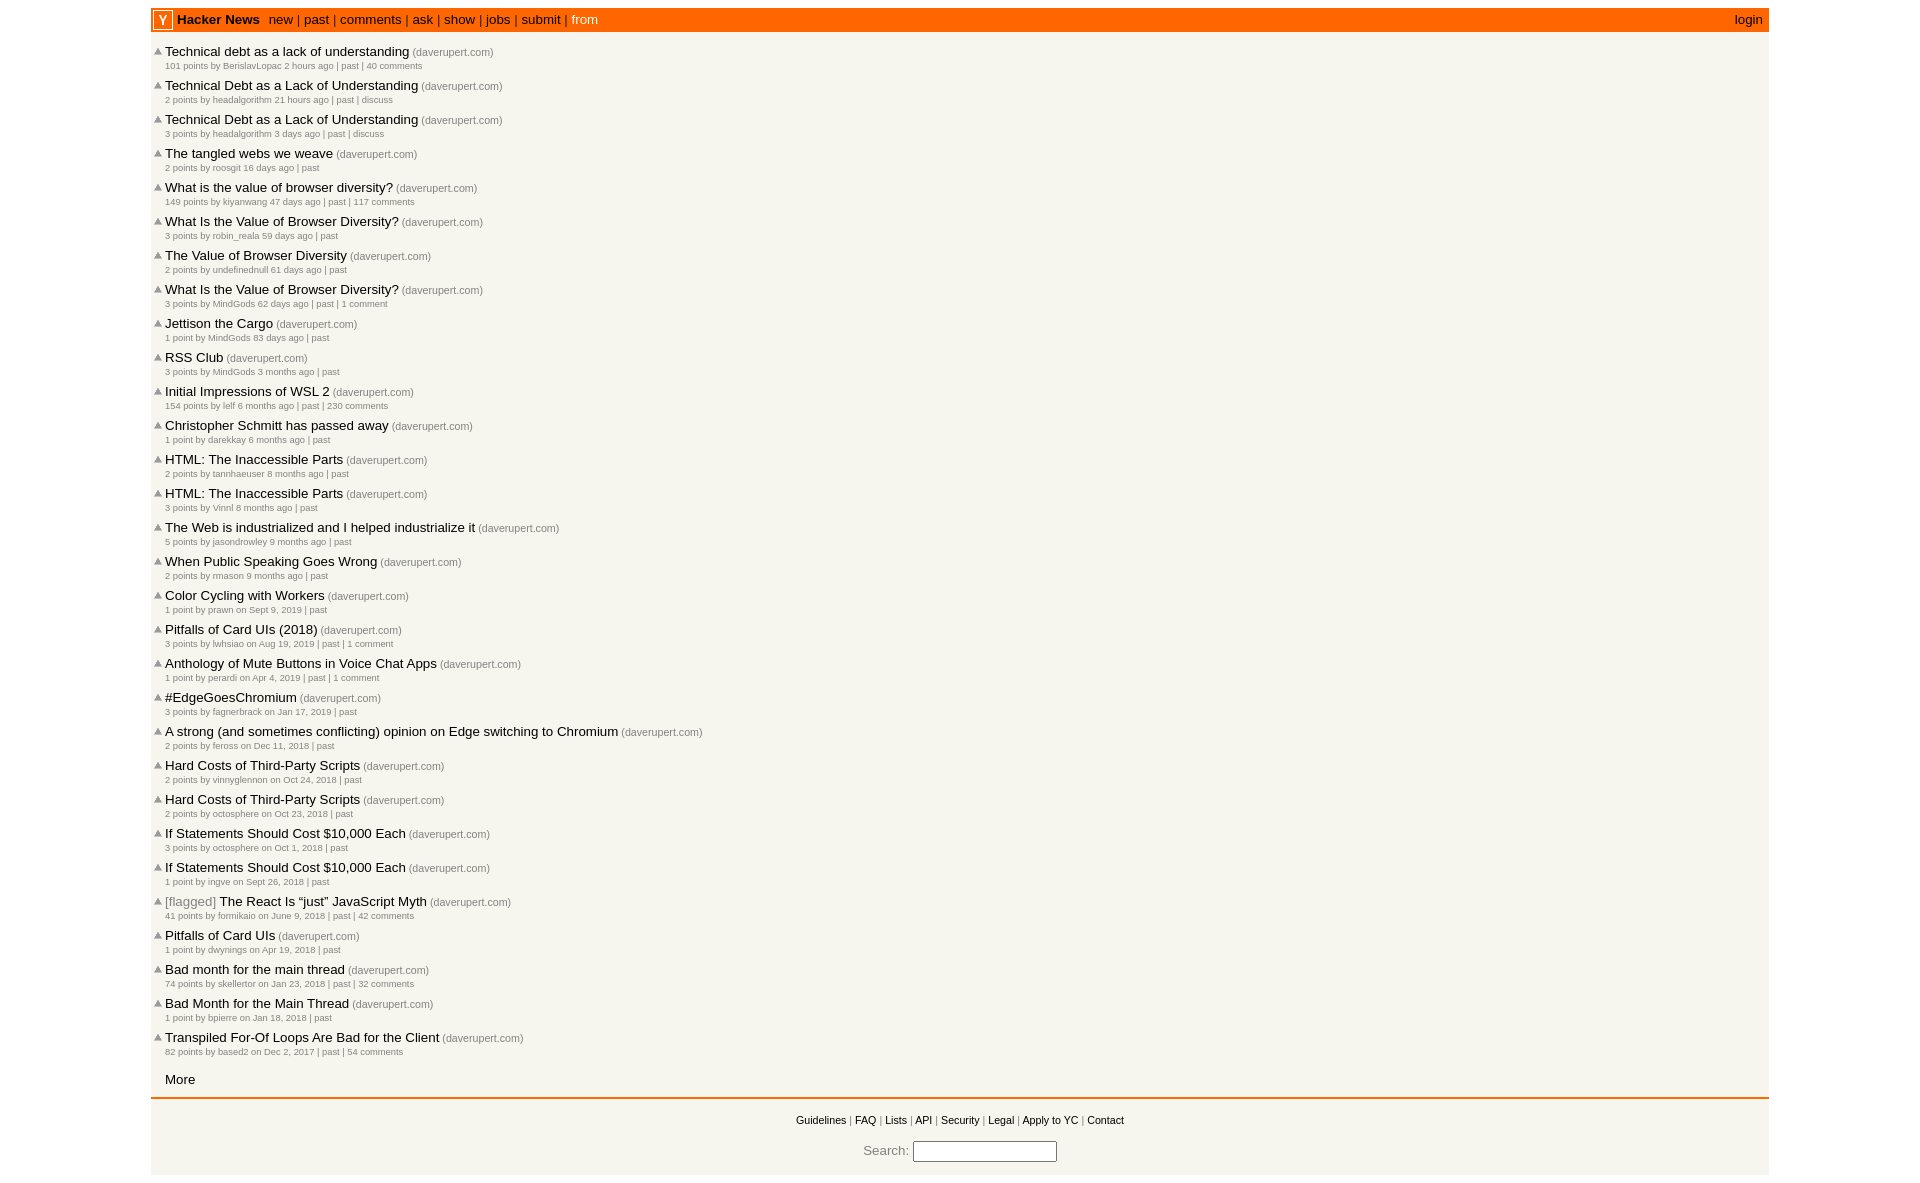 Y Hacker News new | past | comments | ask | show | jobs | submit | from login
Technical debt as a lack of understanding (daverupert.com)
101 points by BerislavLopac 2 hours ago | past | 40 comments
Technical Debt as a Lack of Understanding (daverupert.com)
2 points by headalgorithm 21 hours ago | past | discuss
Technical Debt as a Lack of Understanding (daverupert.com)
3 points by headalgorithm 3 days ago | past | discuss
The tangled webs we weave (daverupert.com)
2 points by roosgit 16 days ago | past
What is the value of browser diversity? (daverupert.com)
149 points by kiyanwang 47 days ago | past | 117 comments
What Is the Value of Browser Diversity? (daverupert.com)
3 points by robin_reala 59 days ago | past
The Value of Browser Diversity (daverupert.com)
2 points by undefinednull 61 days ago | past
What Is the Value of Browser Diversity? (daverupert.com)
3 points by MindGods 62 days ago | past | 1 comment
Jettison the Cargo (daverupert.com)
1 point by MindGods 83 days ago | past
RSS Club (daverupert.com)
3 points by MindGods 3 months ago | past
Initial Impressions of WSL 2 (daverupert.com)
154 points by lelf 6 months ago | past | 230 comments
Christopher Schmitt has passed away (daverupert.com)
1 point by darekkay 6 months ago | past
HTML: The Inaccessible Parts (daverupert.com)
2 points by tannhaeuser 8 months ago | past
HTML: The Inaccessible Parts (daverupert.com)
3 points by Vinnl 8 months ago | past
The Web is industrialized and I helped industrialize it (daverupert.com)
5 points by jasondrowley 9 months ago | past
When Public Speaking Goes Wrong (daverupert.com)
2 points by rmason 9 months ago | past
Color Cycling with Workers (daverupert.com)
1 point by prawn on Sept 9, 2019 | past
Pitfalls of Card UIs (2018) (daverupert.com)
3 points by lwhsiao on Aug 19, 2019 | past | 1 comment
Anthology of Mute Buttons in Voice Chat Apps (daverupert.com)
1 point by perardi on Apr 4, 2019 | past | 1 comment
#EdgeGoesChromium (daverupert.com)
3 points by fagnerbrack on Jan 17, 2019 | past
A strong (and sometimes conflicting) opinion on Edge switching to Chromium (daverupert.com)
2 points by feross on Dec 11, 2018 | past
Hard Costs of Third-Party Scripts (daverupert.com)
2 points by vinnyglennon on Oct 24, 2018 | past
Hard Costs of Third-Party Scripts (daverupert.com)
2 points by octosphere on Oct 23, 2018 | past
If Statements Should Cost $10,000 Each (daverupert.com)
3 points by octosphere on Oct 1, 2018 | past
If Statements Should Cost $10,000 Each (daverupert.com)
1 point by ingve on Sept 26, 2018 | past
[flagged] The React Is “just” JavaScript Myth (daverupert.com)
41 points by formikaio on June 9, 2018 | past | 42 comments
Pitfalls of Card UIs (daverupert.com)
1 point by dwynings on Apr 19, 2018 | past
Bad month for the main thread (daverupert.com)
74 points by skellertor on Jan 23, 2018 | past | 32 comments
Bad Month for the Main Thread (daverupert.com)
1 point by bpierre on Jan 18, 2018 | past
Transpiled For-Of Loops Are Bad for the Client (daverupert.com)
82 points by based2 on Dec 2, 2017 | past | 54 comments
More
Guidelines | FAQ | Lists | API | Security | Legal | Apply to YC | Contact
Search: